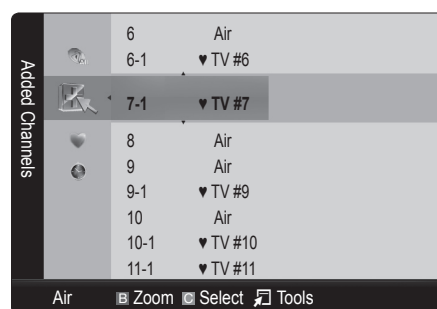 Added Channels
6 Air
6-1 ♥ TV #6
7-1 ♥ TV #7
8 Air
9 Air
9-1 ♥ TV #9
10 Air
10-1 ♥ TV #10
11-1 ♥ TV #11
Air B Zoom C Select Tools